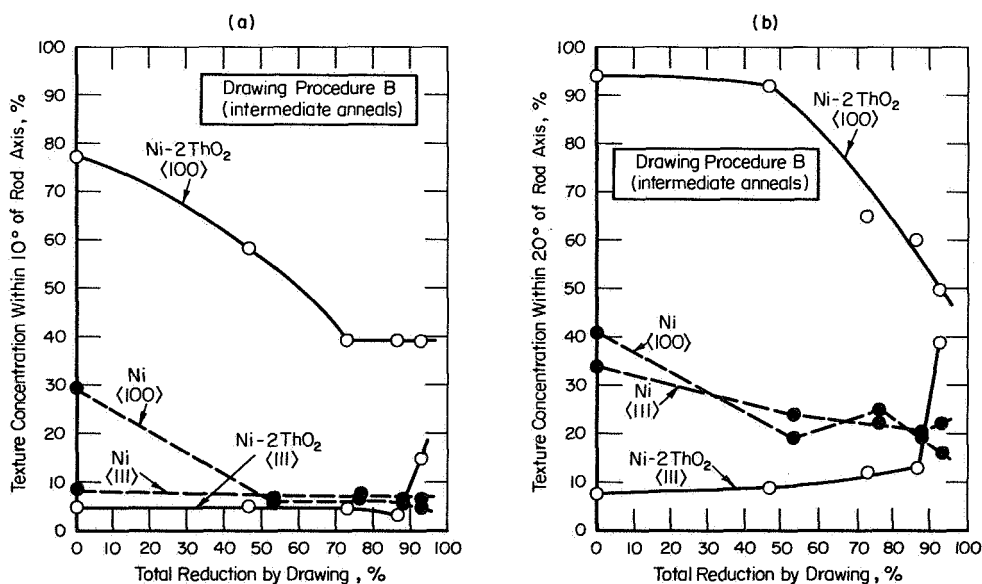 (a)
Texture Concentration Within 10° of Rod Axis, %
100
90
80
70
60
50
40
30
20
10
0
Drawing Procedure B
(intermediate anneals)
Ni-2ThO₂
⟨100⟩
Ni
⟨100⟩
Ni
⟨111⟩
Ni-2ThO₂
⟨111⟩
0 10 20 30 40 50 60 70 80 90 100
Total Reduction by Drawing, %
(b)
Texture Concentration Within 20° of Rod Axis, %
100
90
80
70
60
50
40
30
20
10
0
Ni-2ThO₂
⟨100⟩
Drawing Procedure B
(intermediate anneals)
Ni
⟨100⟩
Ni
⟨111⟩
Ni-2ThO₂
⟨111⟩
0 10 20 30 40 50 60 70 80 90 100
Total Reduction by Drawing, %